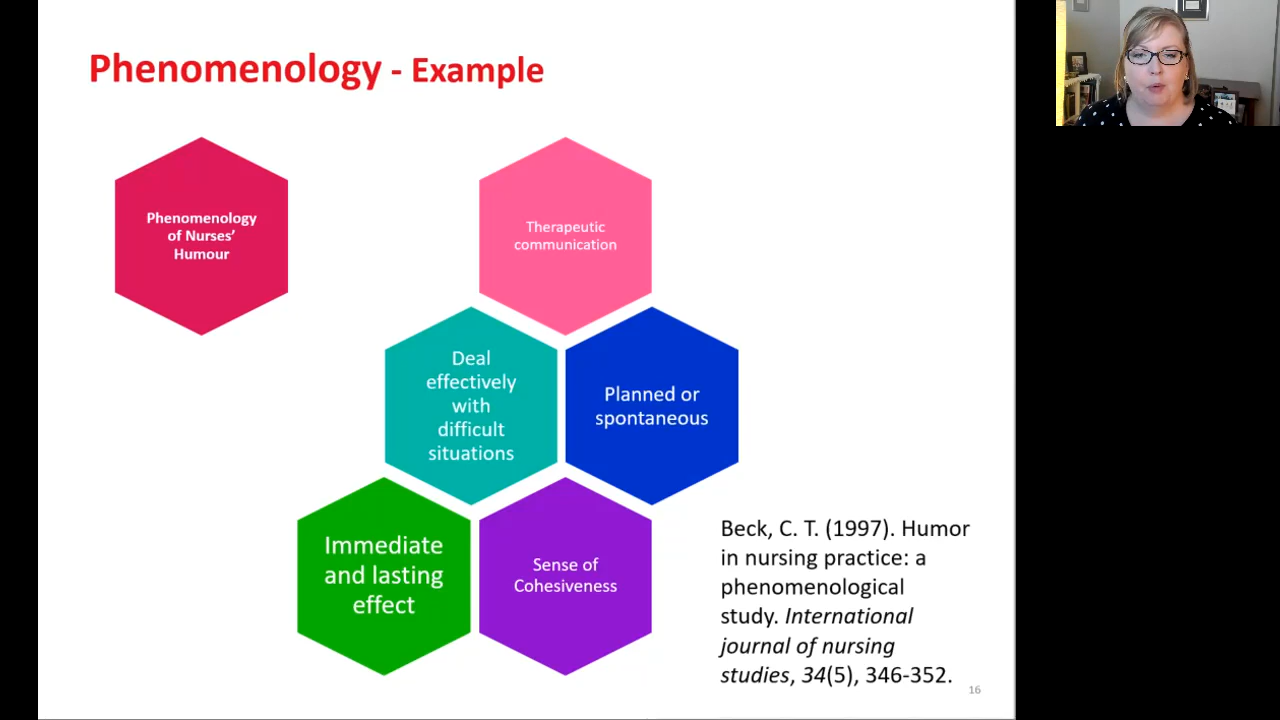 Phenomenology - Example
Phenomenology
of Nurses’
Humour
Therapeutic
communication
Deal
effectively
with
difficult
situations
Planned or
spontaneous
Immediate
and lasting
effect
Sense of
Cohesiveness
Beck, C. T. (1997). Humor
in nursing practice: a
phenomenological
study. International
journal of nursing
studies, 34(5), 346-352.
16